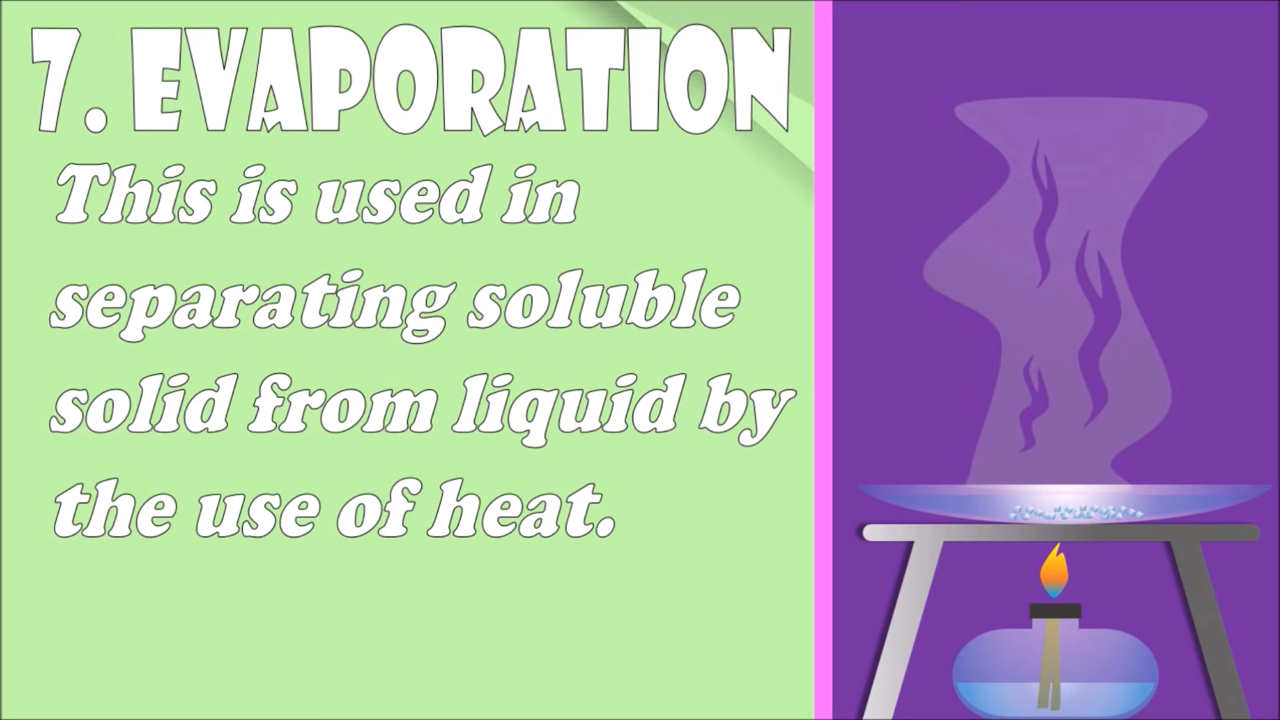 7. EVAPORATION
This is used in
separating soluble
solid from liquid by
the use of heat.